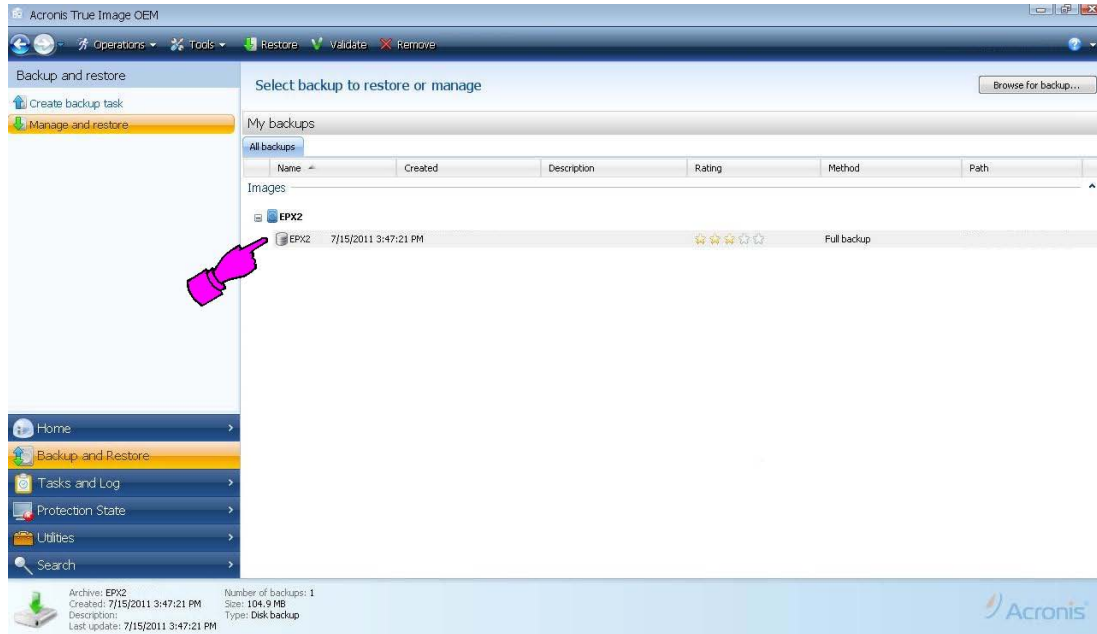 Acronis True Image OEM
Operations Tools Restore Validate Remove
Backup and restore
Create backup task
Manage and restore
Select backup to restore or manage
Browse for backup...
My backups
All backups
Name Created Description Rating Method Path
Images
EPX2
EPX2 7/15/2011 3:47:21 PM Full backup
Home
Backup and Restore
Tasks and Log
Protection State
Utilities
Search
Archive: EPX2 Number of backups: 1
Created: 7/15/2011 3:47:21 PM Size: 104.9 MB
Description: Type: Disk backup
Last update: 7/15/2011 3:47:21 PM
Acronis